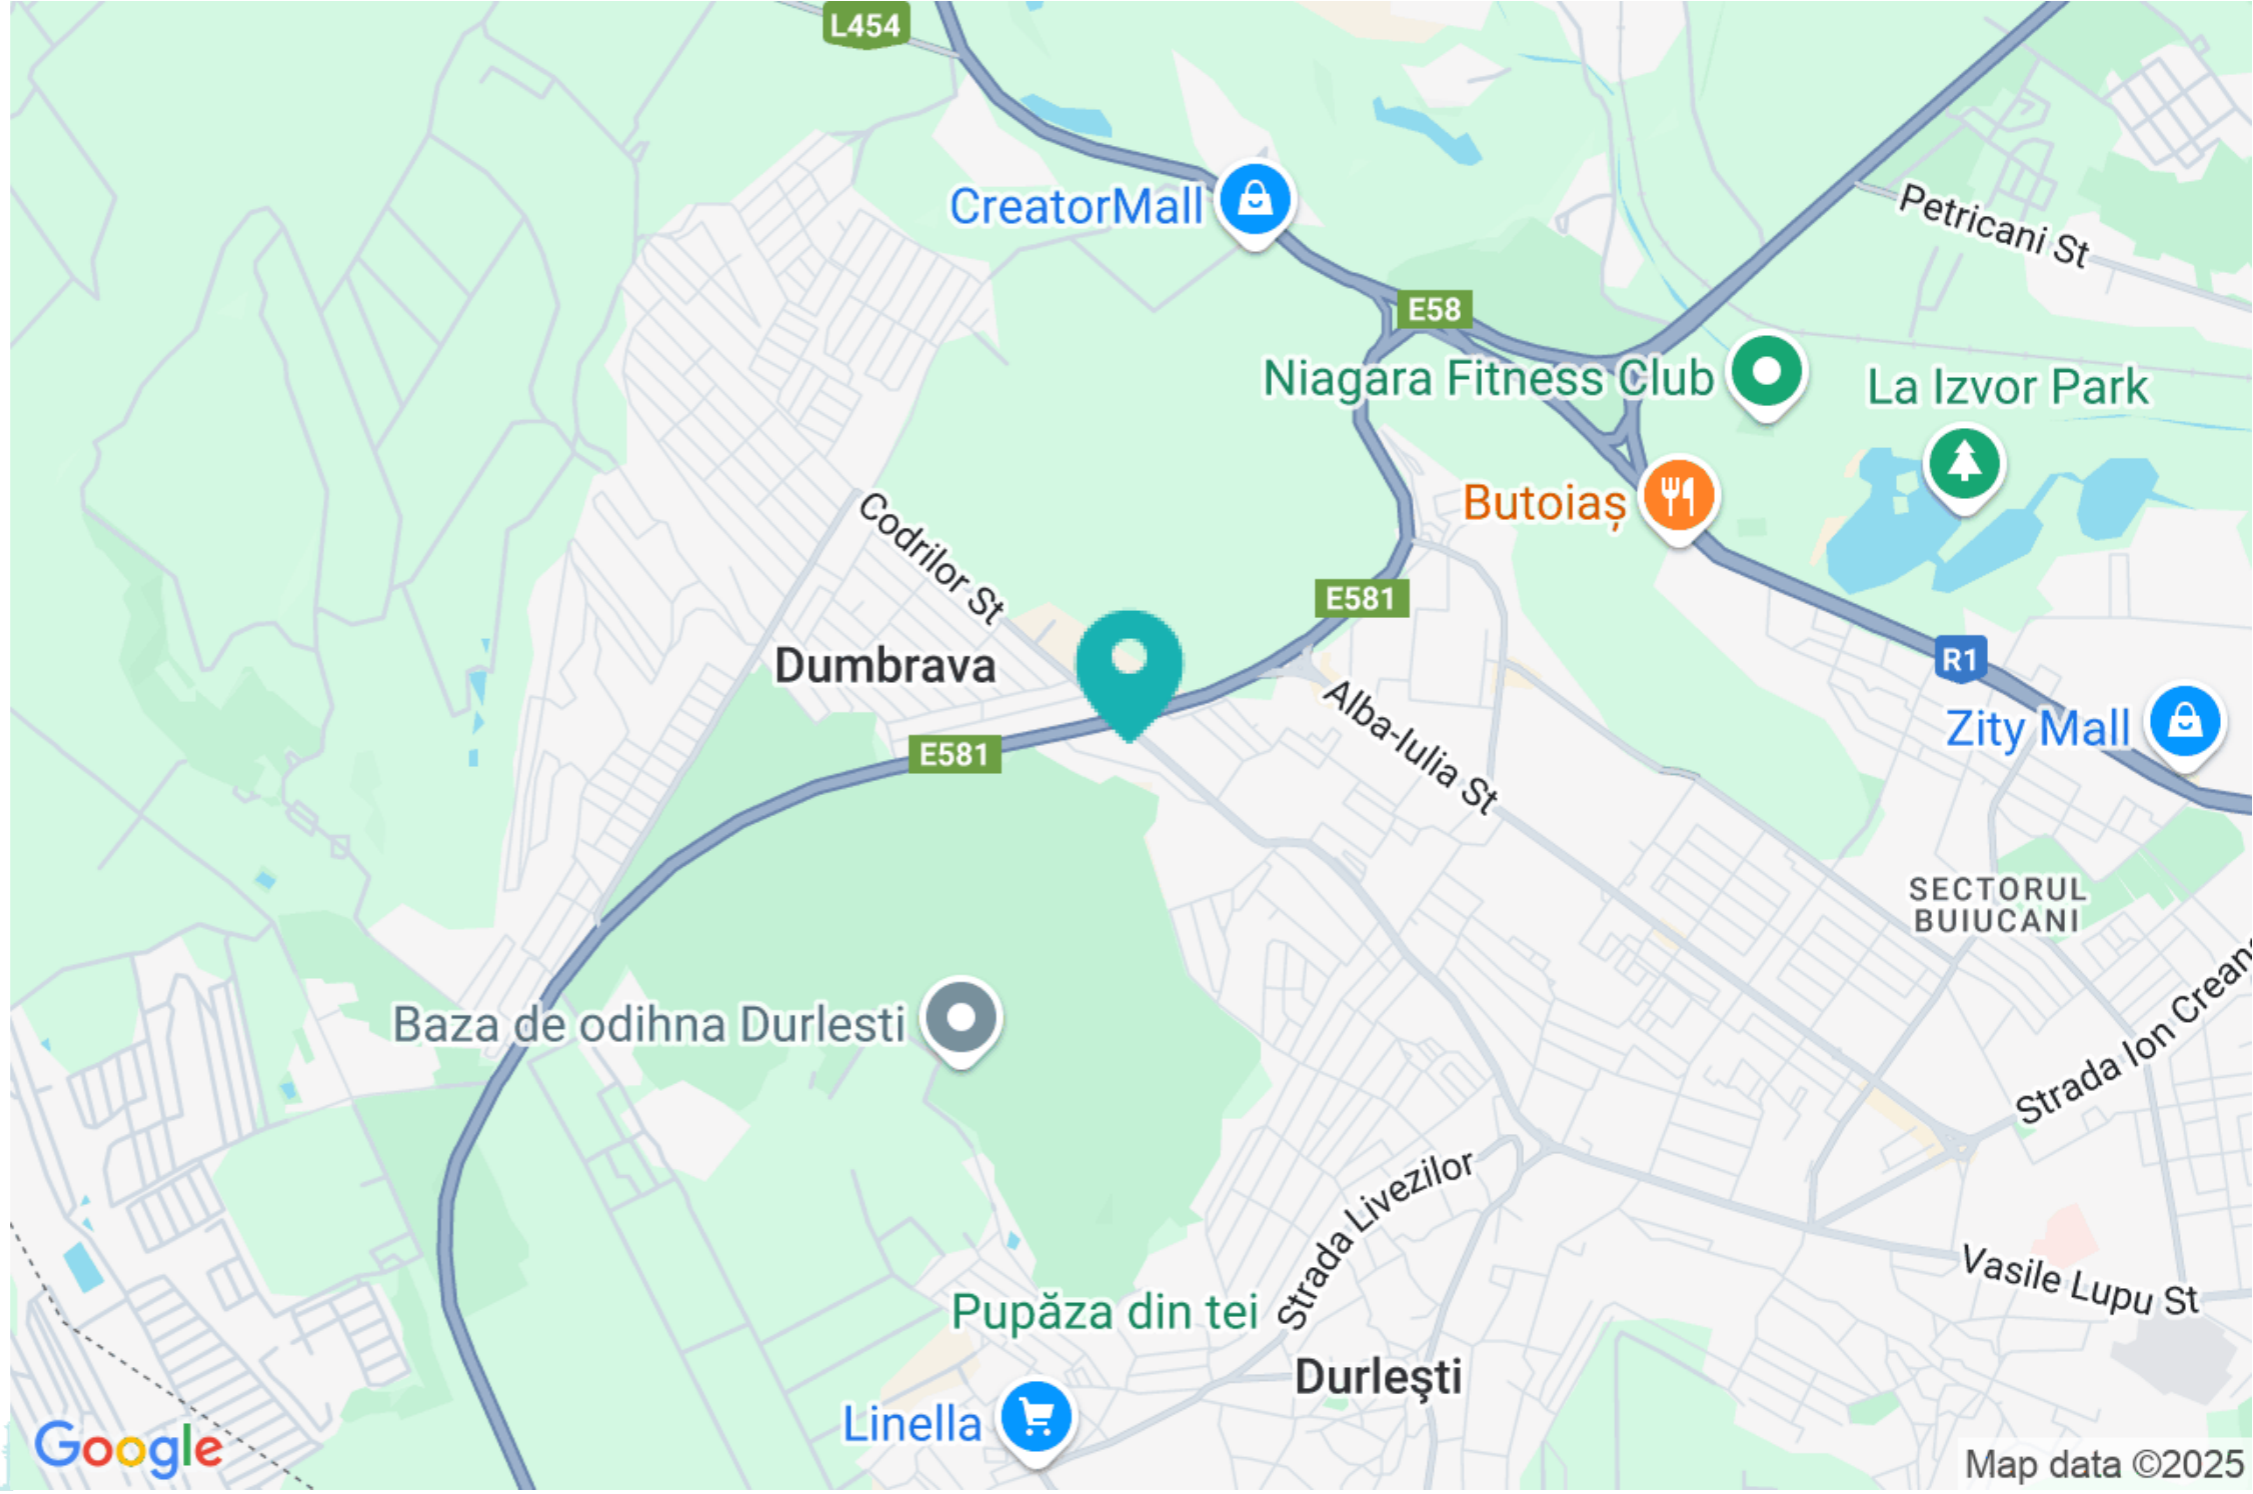 L454
CreatorMall
Petricani St
E58
Niagara Fitness Club
La Izvor Park
Butoiaș
Codrilor St
E581
Dumbrava
R1
Alba-Iulia St
Zity Mall
E581
SECTORUL
BUIUCANI
Strada Ion Creang
Baza de odihna Durlesti
Strada Livezilor
Vasile Lupu St
Pupăza din tei
Durleşti
Linella
Google
Map data ©2025